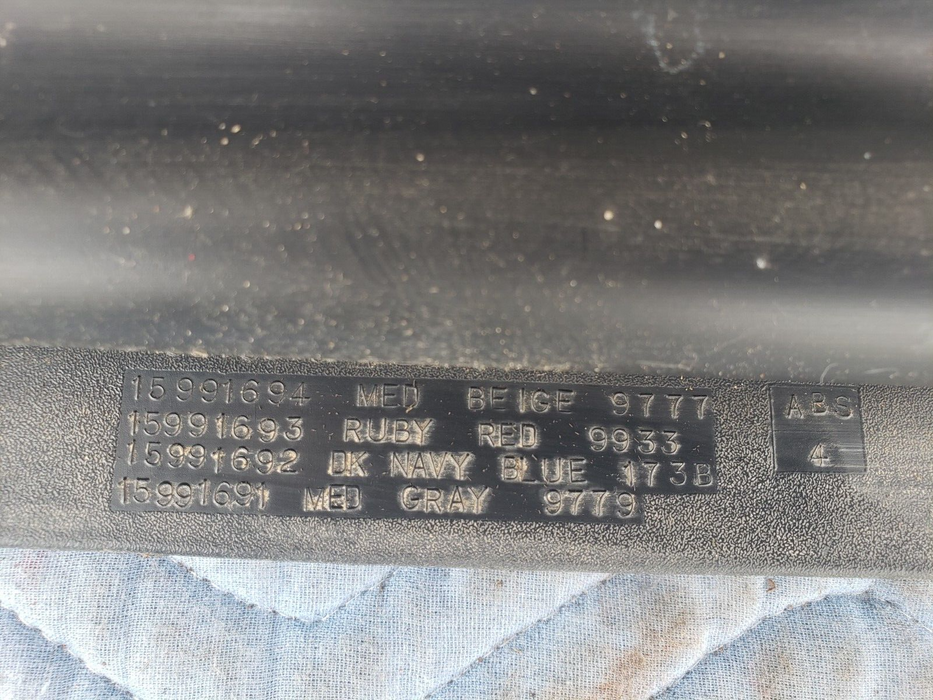 15991694 MED BEIGE 9777
15991693 RUBY RED 9933
15991692 DK NAVY BLUE 173B
15991691 MED GRAY 9779
ABS
4